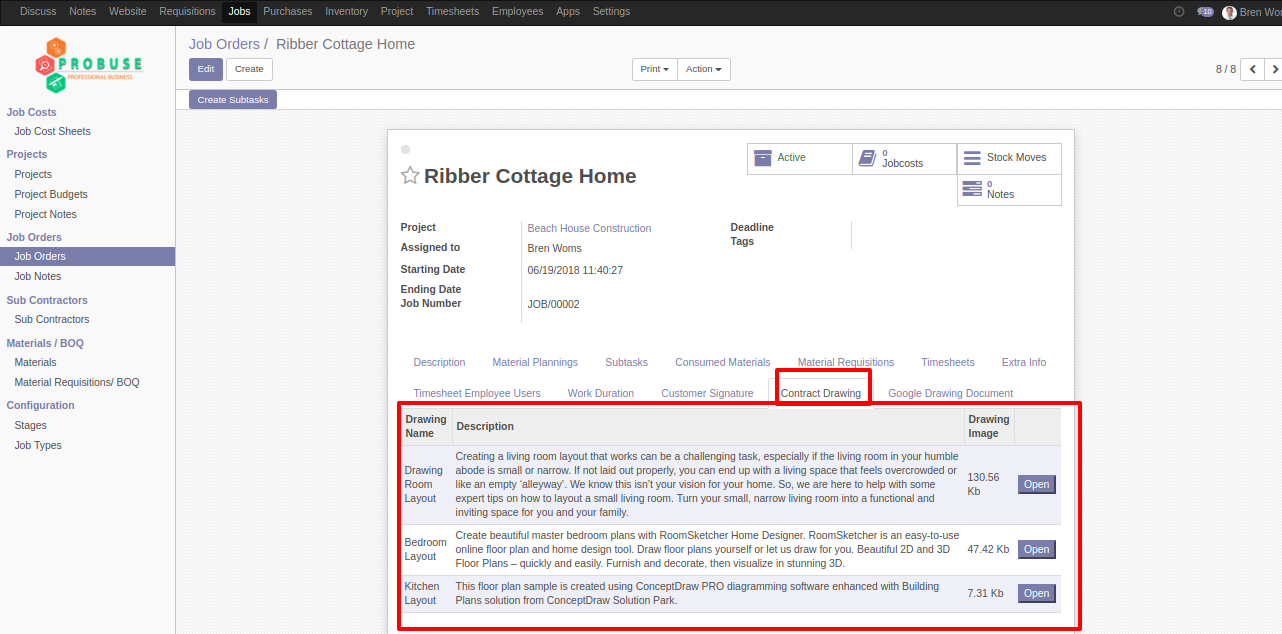 Discuss Notes Website Requisitions Jobs Purchases Inventory Project Timesheets Employees Apps Settings 10 Bren Wor
PROBUSE
PROFESSIONAL BUSINESS
Job Costs
Job Cost Sheets
Projects
Projects
Project Budgets
Project Notes
Job Orders
Job Orders
Job Notes
Sub Contractors
Sub Contractors
Materials / BOQ
Materials
Material Requisitions/ BOQ
Configuration
Stages
Job Types
Job Orders / Ribber Cottage Home
Edit Create Print Action 8 / 8
Create Subtasks
Active
0
Jobcosts
Stock Moves
0
Notes
Ribber Cottage Home
Project Beach House Construction
Assigned to Bren Woms
Starting Date 06/19/2018 11:40:27
Ending Date
Job Number JOB/00002
Deadline
Tags
Description Material Plannings Subtasks Consumed Materials Material Requisitions Timesheets Extra Info
Timesheet Employee Users Work Duration Customer Signature Contract Drawing Google Drawing Document
Drawing
Name
Description
Drawing
Image
Drawing
Room
Layout
Creating a living room layout that works can be a challenging task, especially if the living room in your humble
abode is small or narrow. If not laid out properly, you can end up with a living space that feels overcrowded or
like an empty ‘alleyway’. We know this isn’t your vision for your home. So, we are here to help with some
expert tips on how to layout a small living room. Turn your small, narrow living room into a functional and
inviting space for you and your family.
130.56
Kb
Open
Bedroom
Layout
Create beautiful master bedroom plans with RoomSketcher Home Designer. RoomSketcher is an easy-to-use
online floor plan and home design tool. Draw floor plans yourself or let us draw for you. Beautiful 2D and 3D
Floor Plans – quickly and easily. Furnish and decorate, then visualize in stunning 3D.
47.42 Kb
Open
Kitchen
Layout
This floor plan sample is created using ConceptDraw PRO diagramming software enhanced with Building
Plans solution from ConceptDraw Solution Park.
7.31 Kb
Open